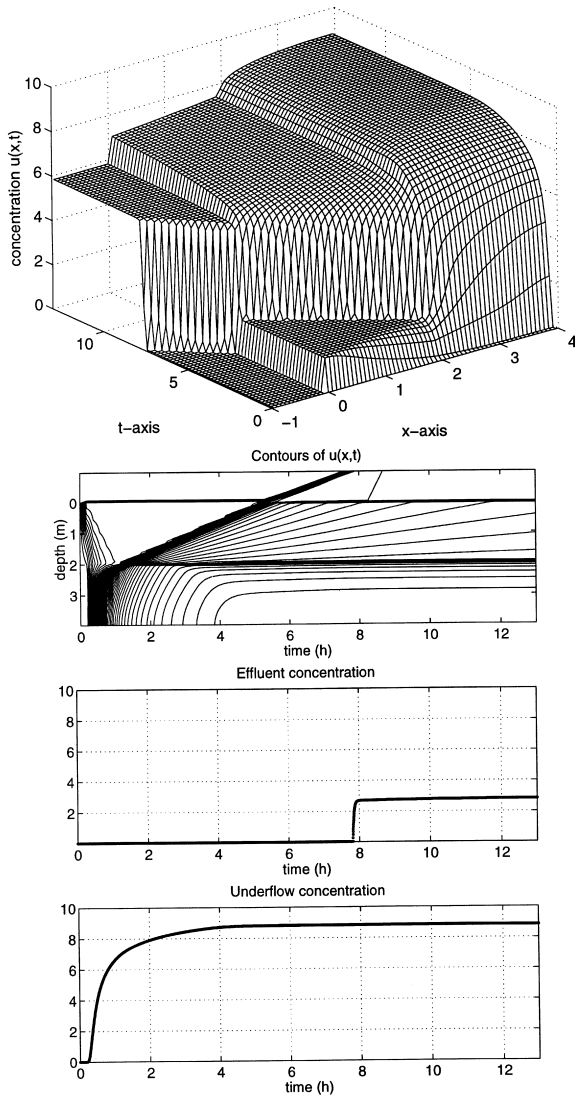 10
8
6
4
2
0
concentration u(x,t)
10
5
0
t−axis
−1
0
1
2
3
4
x−axis
Contours of u(x,t)
0
1
2
3
depth (m)
0 2 4 6 8 10 12
time (h)
Effluent concentration
10
8
6
4
2
0 2 4 6 8 10 12
time (h)
Underflow concentration
10
8
6
4
2
0
0 2 4 6 8 10 12
time (h)